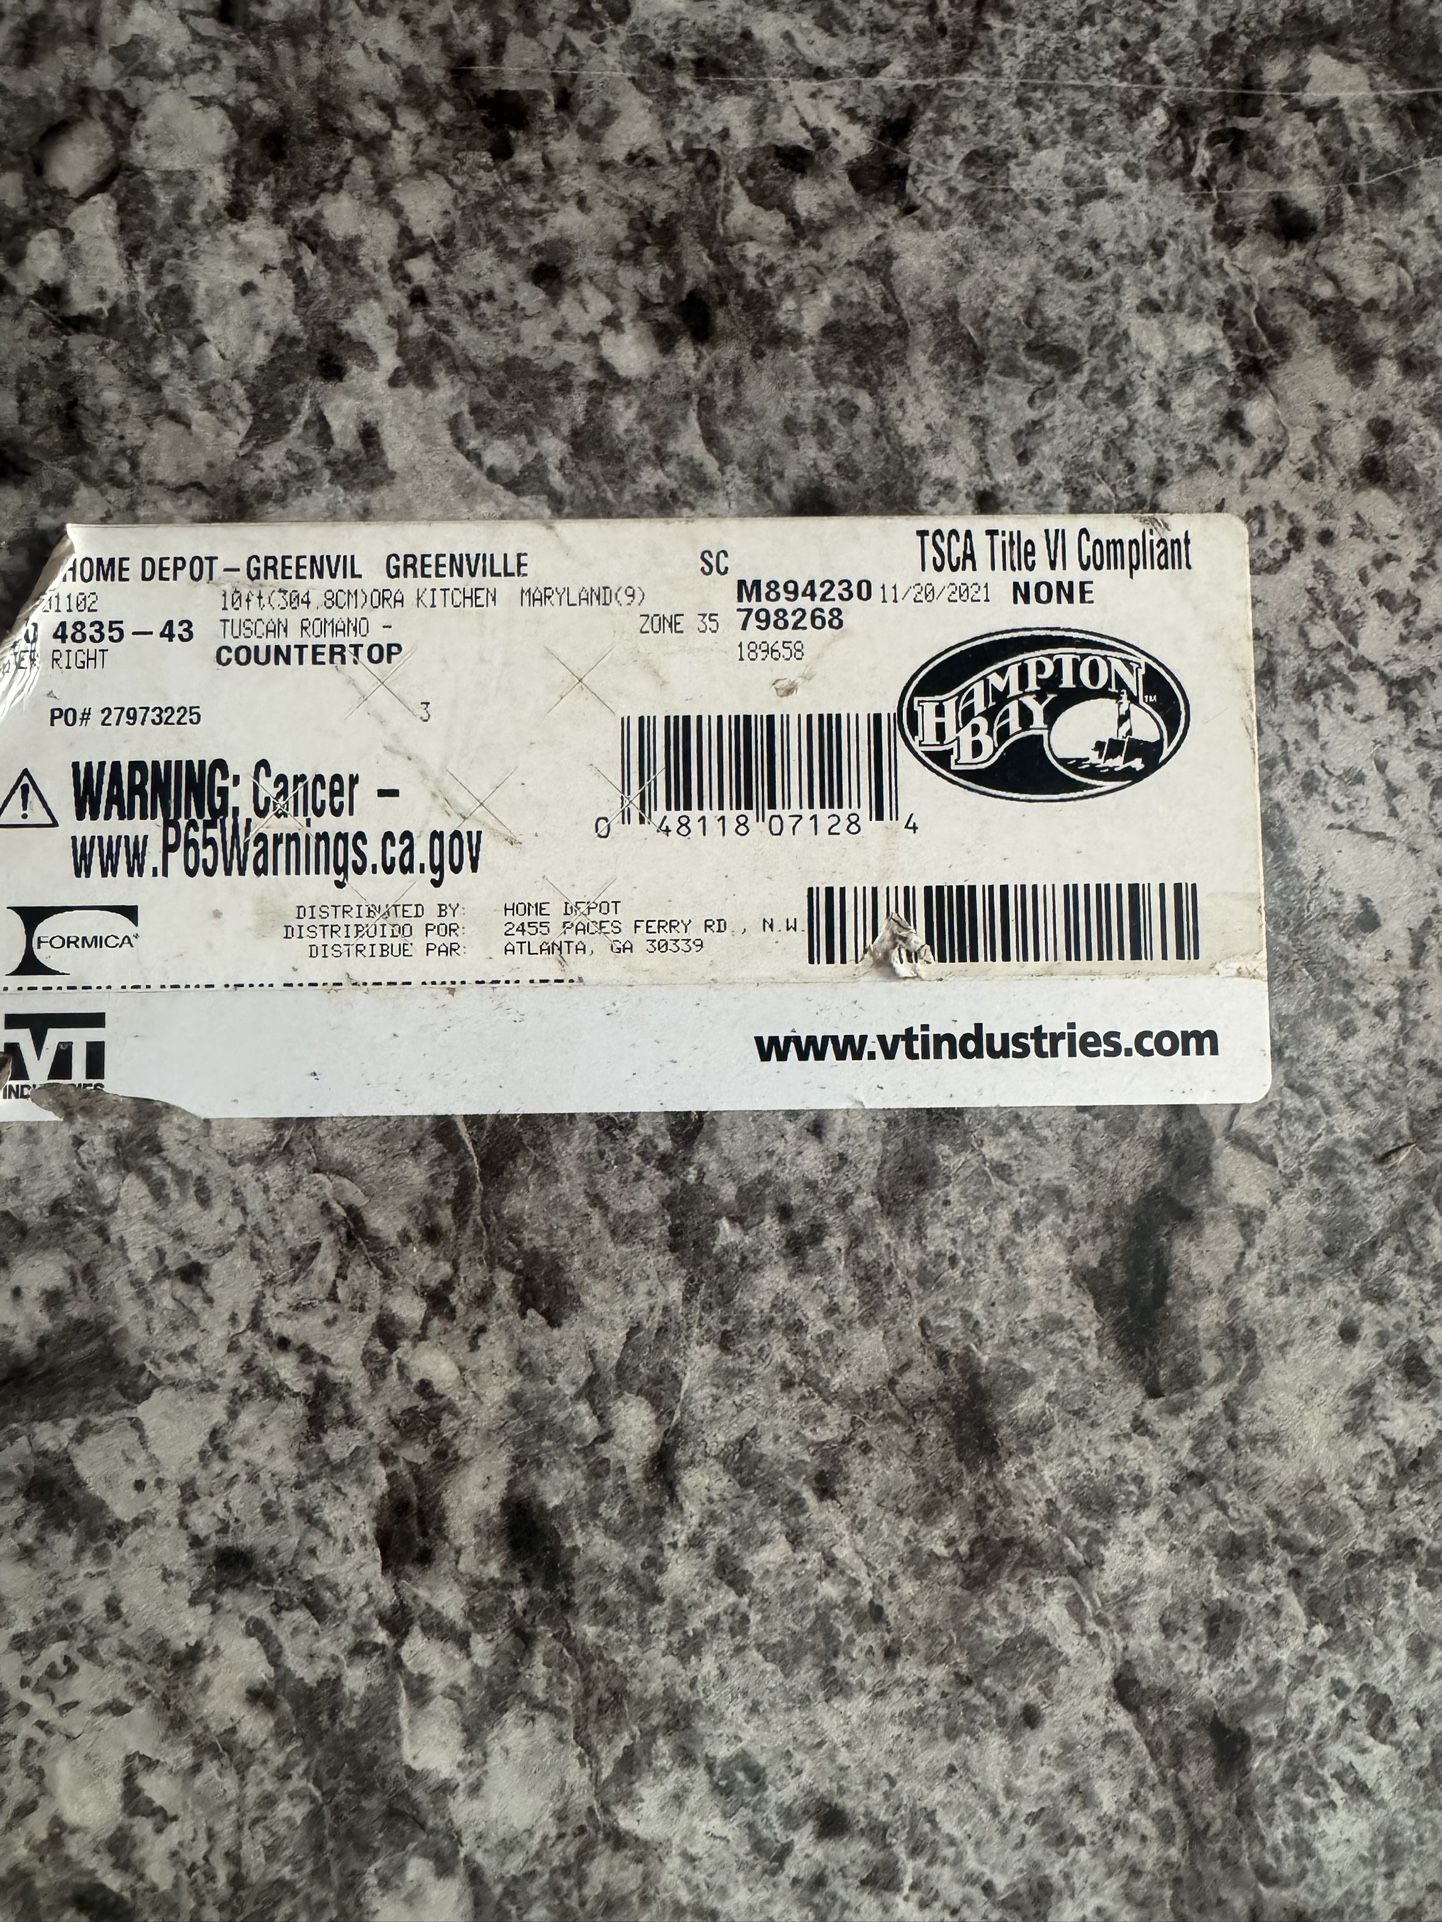 HOME DEPOT-GREENVIL GREENVILLE SC TSCA Title VI Compliant
1102 10ft(304.8CM)ORA KITCHEN MARYLAND(9) M894230 11/20/2021 NONE
4835-43 TUSCAN ROMANO - ZONE 35 798268
RIGHT COUNTERTOP 189658
PO# 27973225 3
HAMPTON BAY™
WARNING: Cancer -
www.P65Warnings.ca.gov
0 48118 07128 4
FORMICA®
DISTRIBUTED BY: HOME DEPOT
DISTRIBUIDO POR: 2455 PACES FERRY RD., N.W.
DISTRIBUE PAR: ATLANTA, GA 30339
VT
INDUSTRIES
www.vtindustries.com